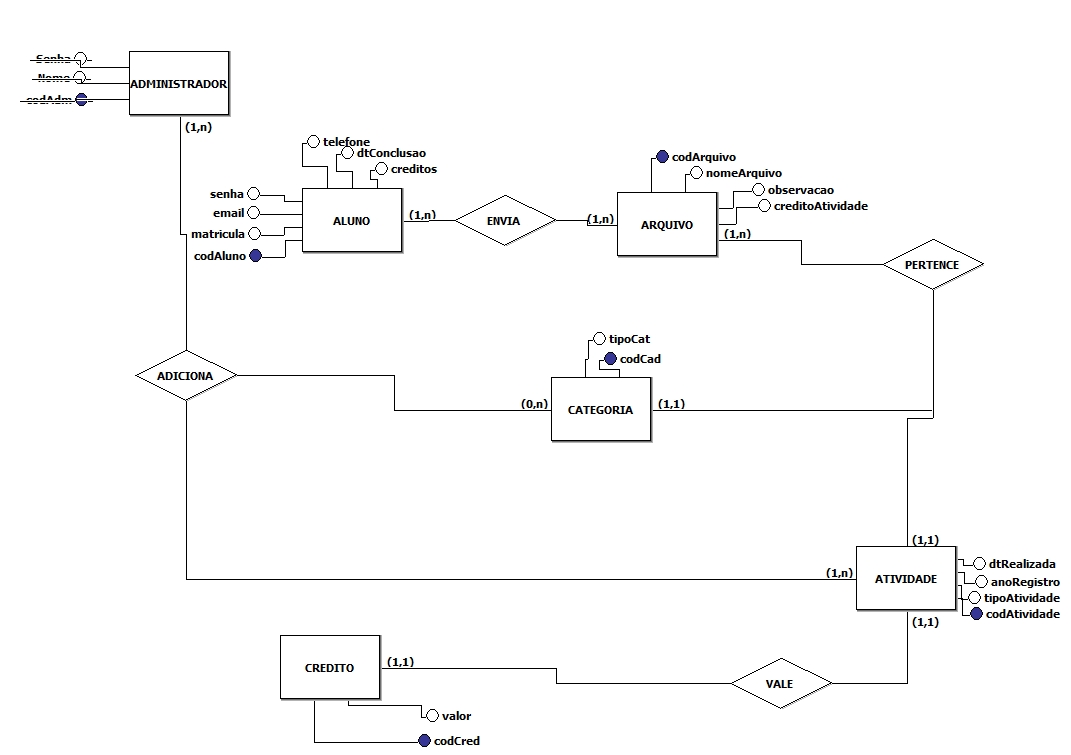 Senha
Nome
codAdm
ADMINISTRADOR
(1,n)
telefone
dtConclusao
creditos
senha
email
matricula
codAluno
ALUNO
(1,n)
ENVIA
(1,n)
codArquivo
nomeArquivo
observacao
creditoAtividade
ARQUIVO
(1,n)
PERTENCE
ADICIONA
tipoCat
codCad
(0,n)
CATEGORIA
(1,1)
(1,1)
(1,n)
ATIVIDADE
dtRealizada
anoRegistro
tipoAtividade
codAtividade
(1,1)
CREDITO
(1,1)
VALE
valor
codCred